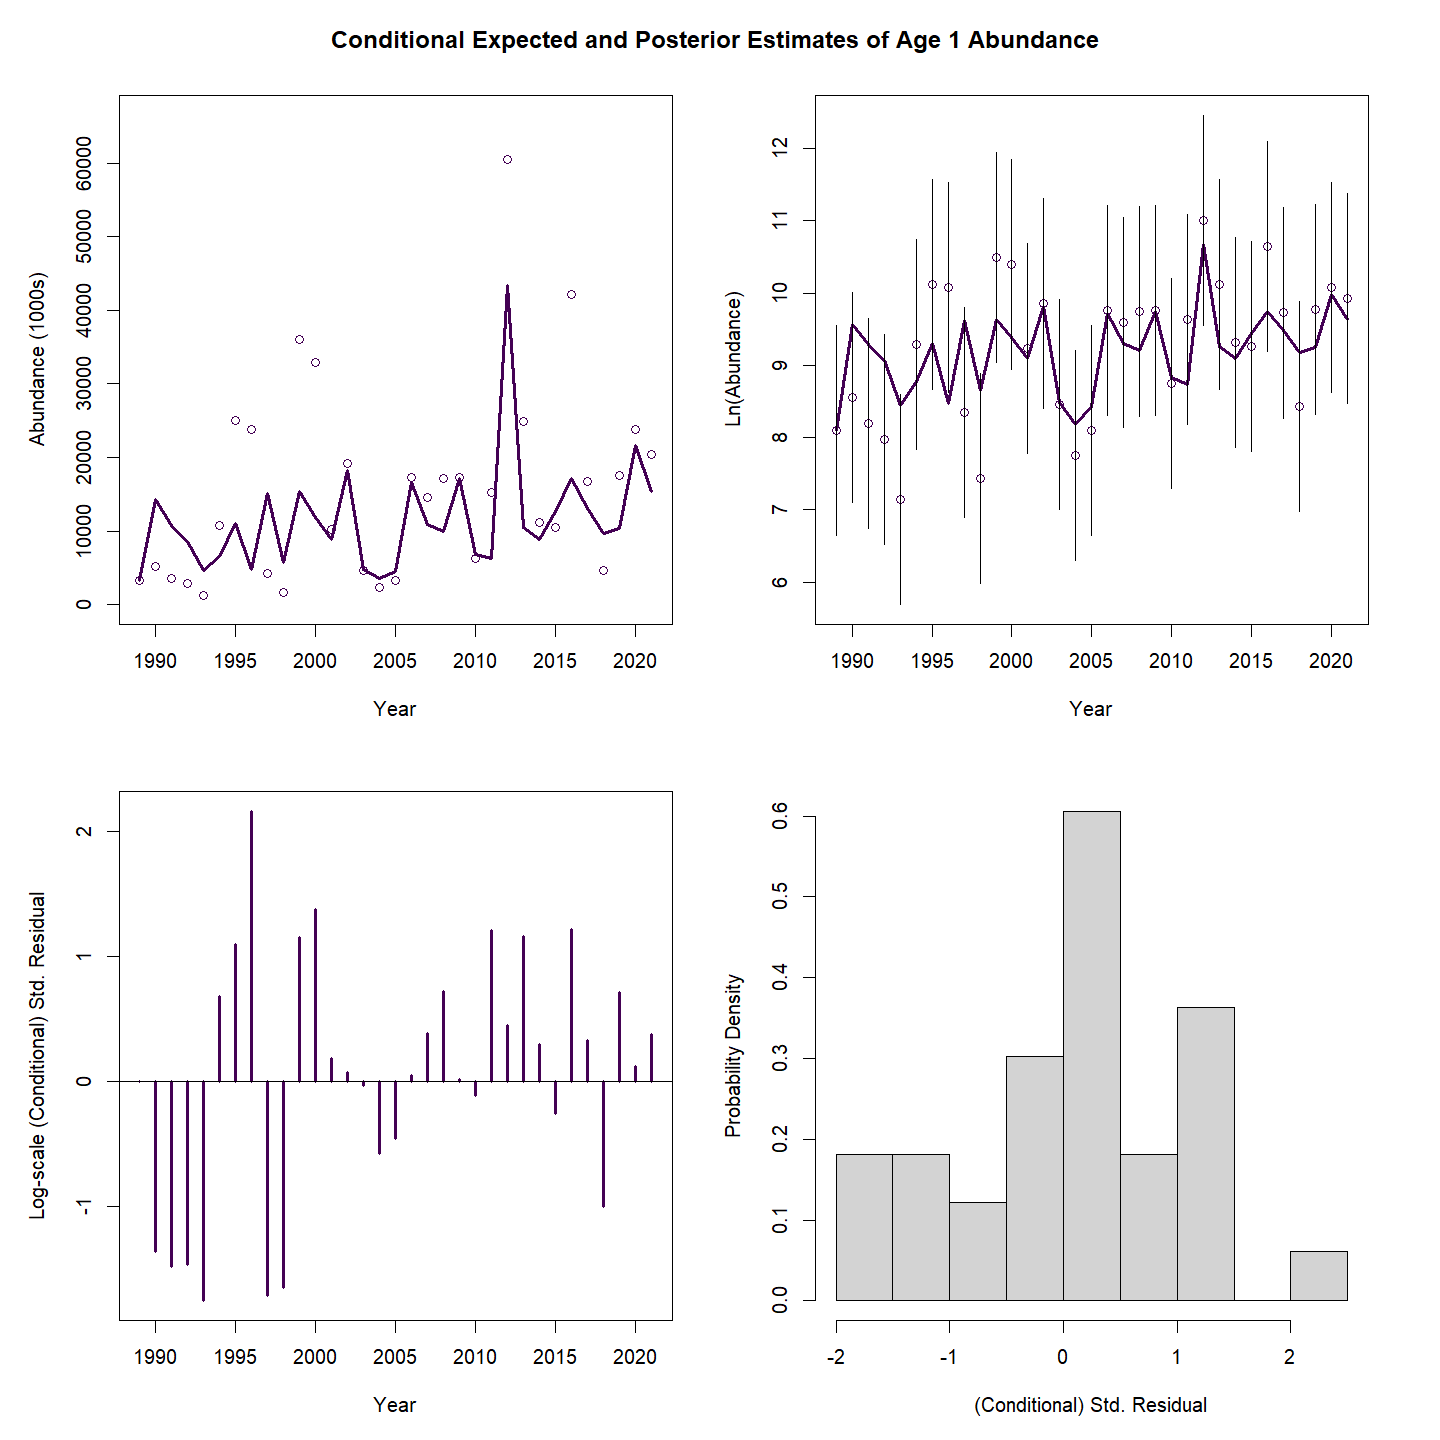 Conditional Expected and Posterior Estimates of Age 1 Abundance
Abundance (1000s)
60000
50000
40000
30000
20000
10000
0
1990 1995 2000 2005 2010 2015 2020
Year
Ln(Abundance)
12
11
10
9
8
7
6
1990 1995 2000 2005 2010 2015 2020
Year
Log-scale (Conditional) Std. Residual
2
1
0
-1
1990 1995 2000 2005 2010 2015 2020
Year
Probability Density
0.6
0.5
0.4
0.3
0.2
0.1
0.0
-2 -1 0 1 2
(Conditional) Std. Residual